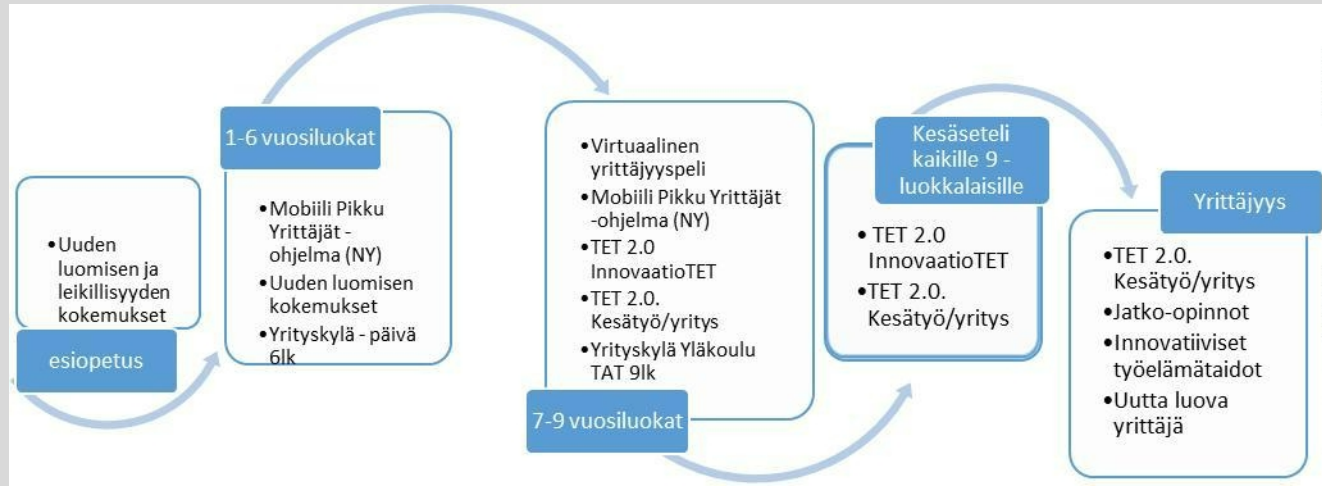 •Uuden
luomisen ja
leikillisyyden
kokemukset
esiopetus
1-6 vuosiluokat
•Mobiili Pikku
Yrittäjät -
ohjelma (NY)
•Uuden luomisen
kokemukset
•Yrityskylä - päivä
6lk
•Virtuaalinen
yrittäjyyspeli
•Mobiili Pikku Yrittäjät
-ohjelma (NY)
•TET 2.0
InnovaatioTET
•TET 2.0.
Kesätyö/yritys
•Yrityskylä Yläkoulu
TAT 9lk
7-9 vuosiluokat
Kesäseteli
kaikille 9 -
luokkalaisille
• TET 2.0
InnovaatioTET
•TET 2.0.
Kesätyö/yritys
Yrittäjyys
•TET 2.0.
Kesätyö/yritys
•Jatko-opinnot
•Innovatiiviset
työelämätaidot
•Uutta luova
yrittäjä